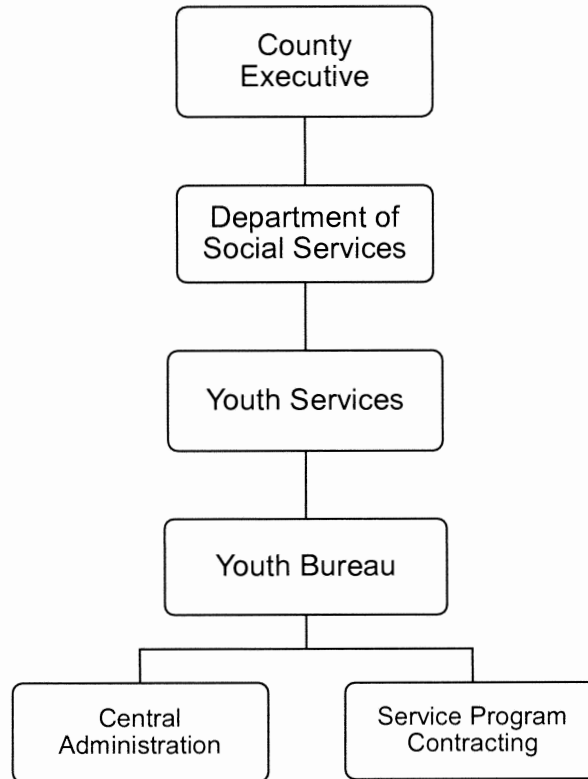 County
Executive
Department of
Social Services
Youth Services
Youth Bureau
Central
Administration
Service Program
Contracting